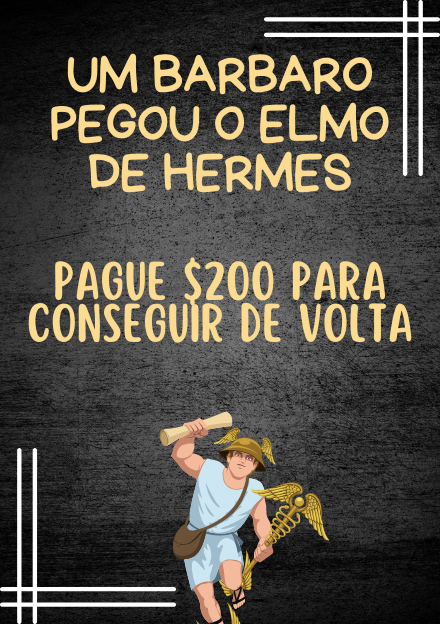 UM BARBARO
PEGOU O ELMO
DE HERMES
PAGUE $200 PARA
CONSEGUIR DE VOLTA